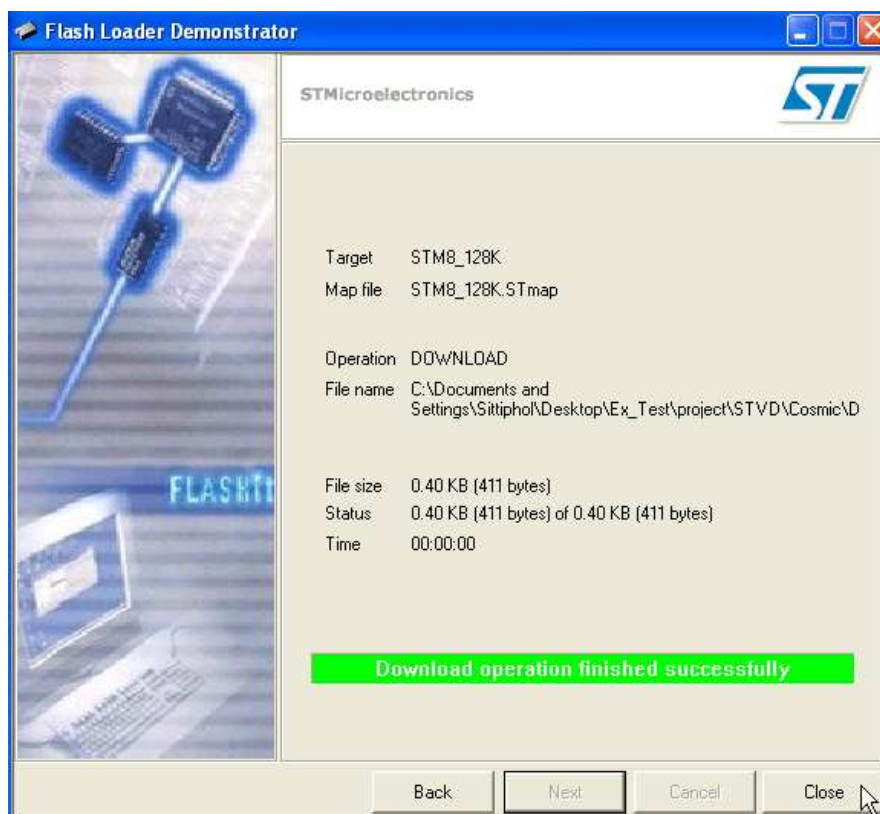 Flash Loader Demonstrator
STMicroelectronics
ST
Target STM8_128K
Map file STM8_128K.STmap
Operation DOWNLOAD
File name C:\Documents and
Settings\Sittiphol\Desktop\Ex_Test\project\STVD\Cosmic\D
FLASHIt
File size 0.40 KB (411 bytes)
Status 0.40 KB (411 bytes) of 0.40 KB (411 bytes)
Time 00:00:00
Download operation finished successfully
Back Next Cancel Close